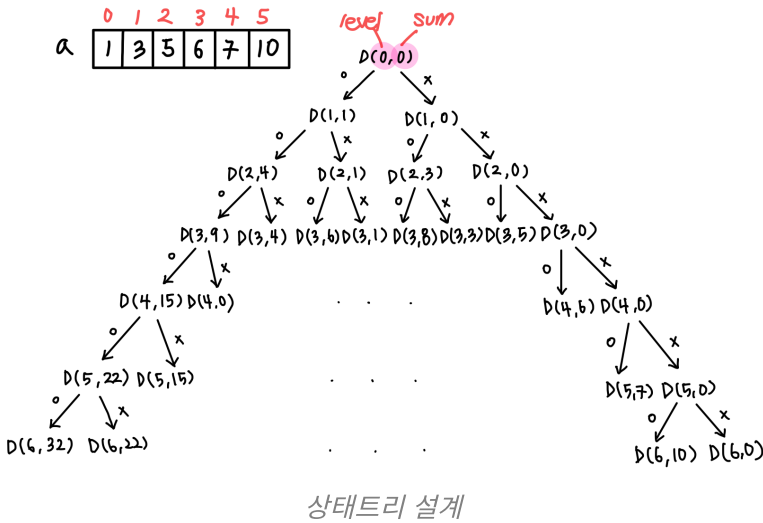 0 1 2 3 4 5
level sum
a 1 3 5 6 7 10
D(0,0)
o x
D(1,1) D(1,0)
o x o x
D(2,4) D(2,1) D(2,3) D(2,0)
o x o x o x o x
D(3,9) D(3,4) D(3,6) D(3,1) D(3,8) D(3,3) D(3,5) D(3,0)
o x o x
D(4,15) D(4,0) . . . D(4,6) D(4,0)
o x o x
D(5,22) D(5,15) . . . D(5,7) D(5,0)
o x o x
D(6,32) D(6,22) . . . D(6,10) D(6,0)
상태트리 설계